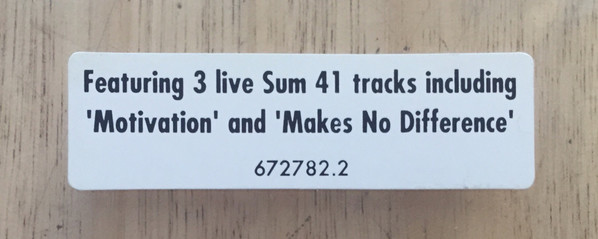 Featuring 3 live Sum 41 tracks including
'Motivation' and 'Makes No Difference'
672782.2